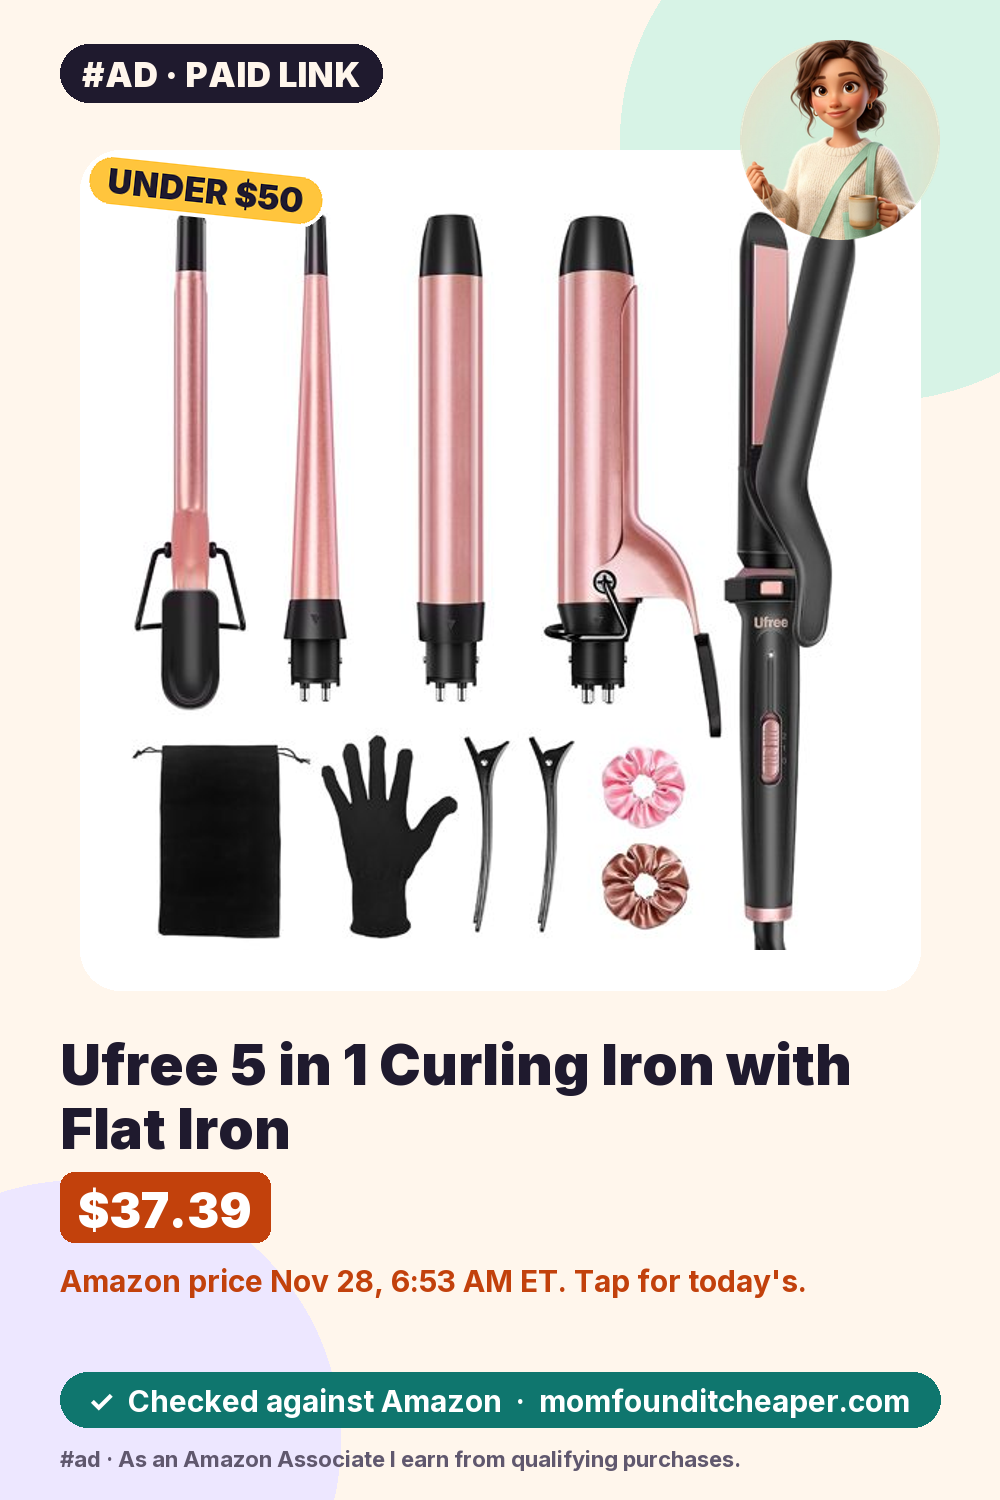 #AD · PAID LINK
UNDER $50
Ufree
Ufree 5 in 1 Curling Iron with
Flat Iron
$37.39
Amazon price Nov 28, 6:53 AM ET. Tap for today's.
✓ Checked against Amazon · momfounditcheaper.com
#ad · As an Amazon Associate I earn from qualifying purchases.